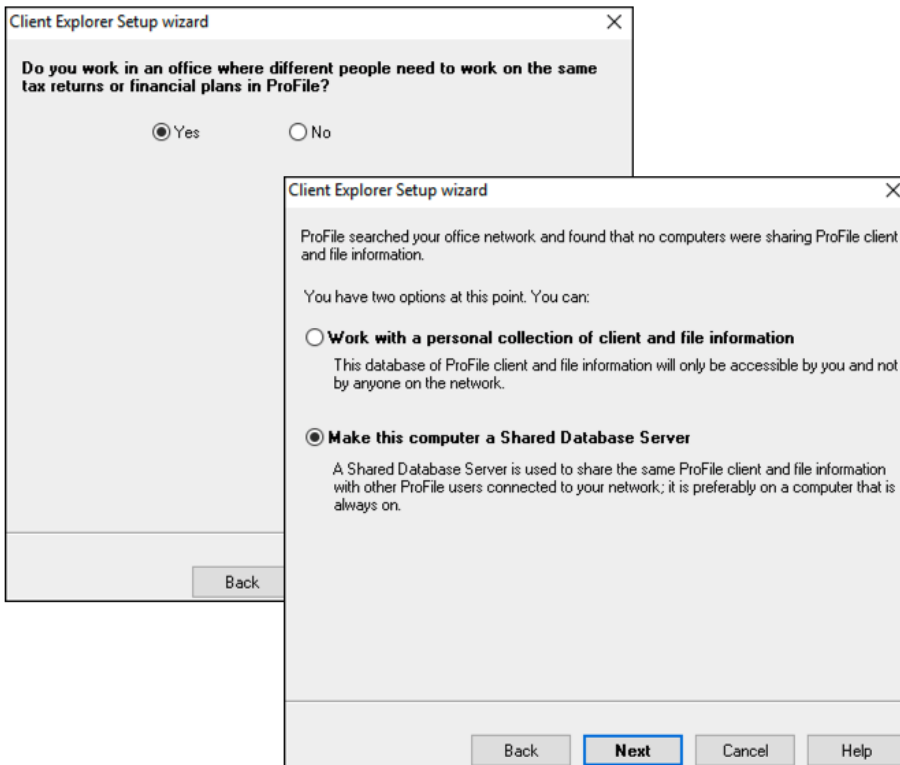 Client Explorer Setup wizard
Do you work in an office where different people need to work on the same
tax returns or financial plans in ProFile?
Yes
No
Back
Client Explorer Setup wizard
ProFile searched your office network and found that no computers were sharing ProFile client
and file information.
You have two options at this point. You can:
Work with a personal collection of client and file information
This database of ProFile client and file information will only be accessible by you and not
by anyone on the network.
Make this computer a Shared Database Server
A Shared Database Server is used to share the same ProFile client and file information
with other ProFile users connected to your network; it is preferably on a computer that is
always on.
Back
Next
Cancel
Help